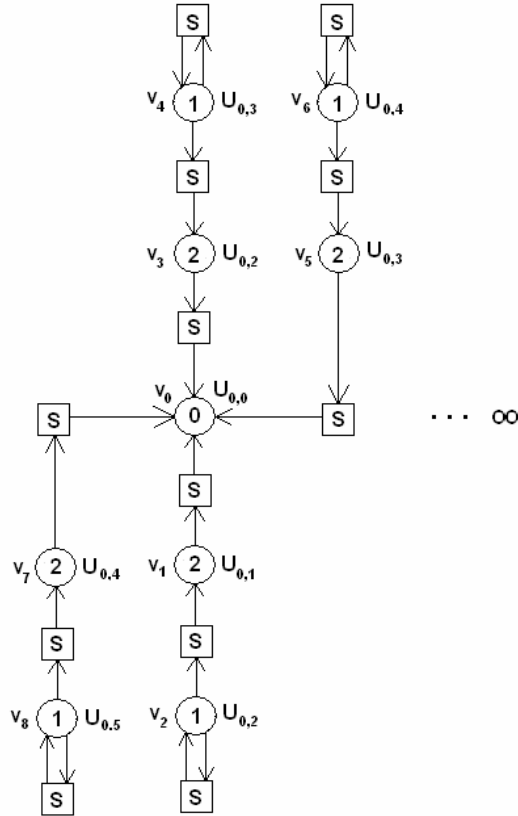 S S
v4 1 U0,3 v6 1 U0,4
S S
v3 2 U0,2 v5 2 U0,3
S
v0 U0,0
S 0 S ... ∞
S
v7 2 U0,4 v1 2 U0,1
S S
v8 1 U0.5 v2 1 U0,2
S S